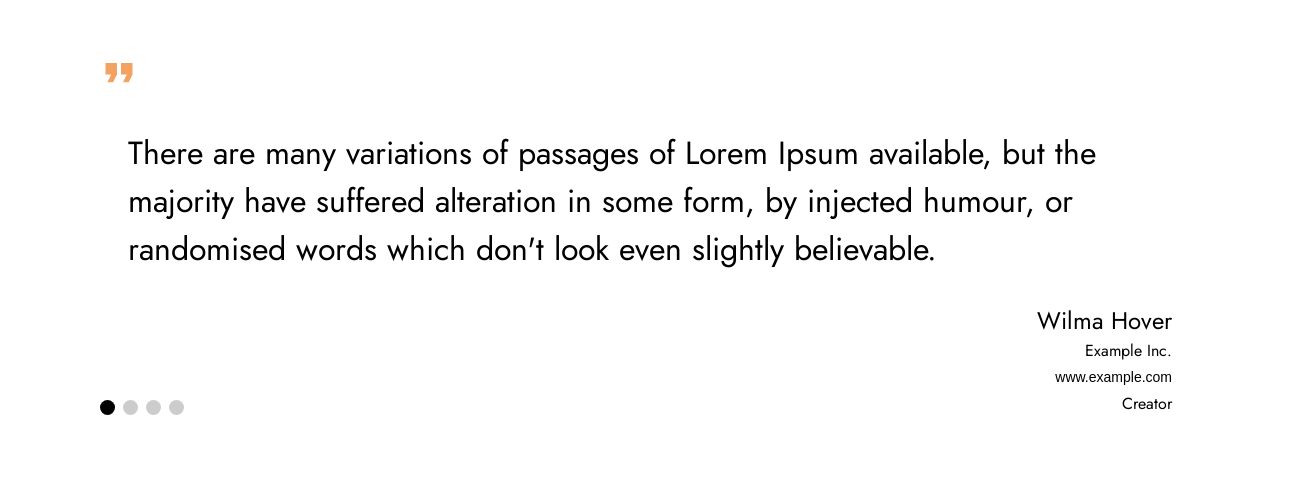 ”
There are many variations of passages of Lorem Ipsum available, but the
majority have suffered alteration in some form, by injected humour, or
randomised words which don't look even slightly believable.
Wilma Hover
Example Inc.
www.example.com
Creator